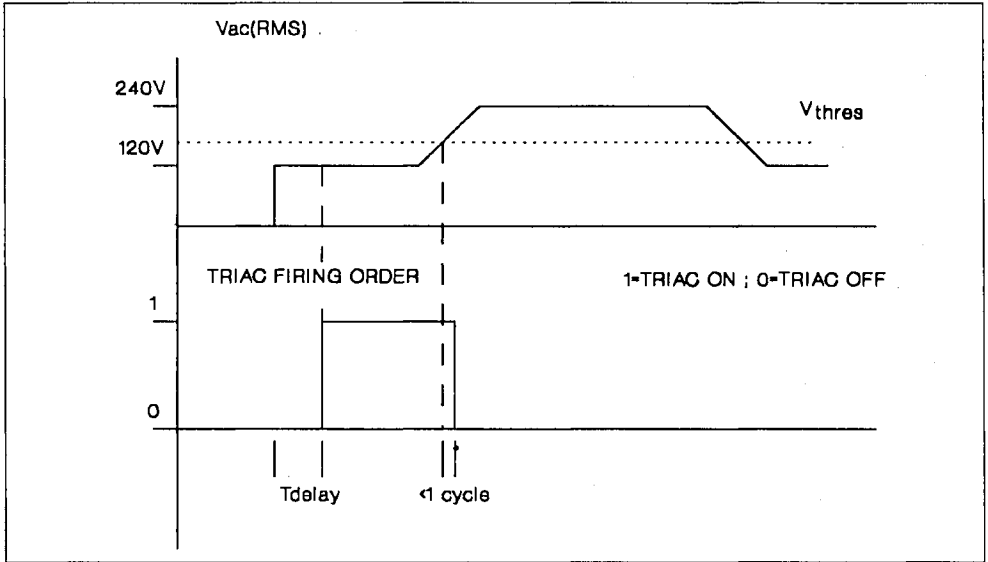 Vac(RMS)
240V
Vthres
120V
TRIAC FIRING ORDER
1=TRIAC ON ; 0=TRIAC OFF
1
0
Tdelay
<1 cycle